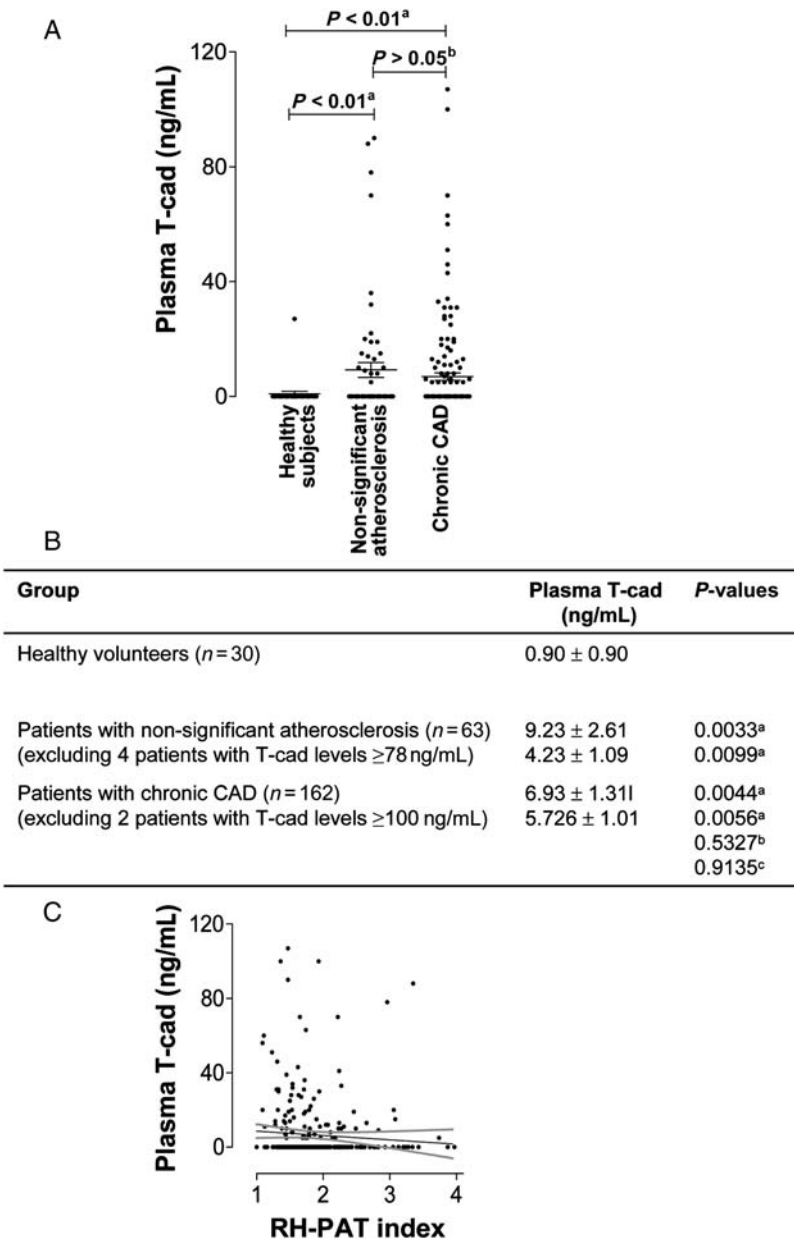 A
P < 0.01a
P > 0.05b
P < 0.01a
Plasma T-cad (ng/mL)
120
80
40
0
Healthy
subjects
Non-significant
atherosclerosis
Chronic CAD
B
Group Plasma T-cad P-values
(ng/mL)
Healthy volunteers (n=30) 0.90 ± 0.90
Patients with non-significant atherosclerosis (n=63) 9.23 ± 2.61 0.0033a
(excluding 4 patients with T-cad levels ≥78 ng/mL) 4.23 ± 1.09 0.0099a
Patients with chronic CAD (n=162) 6.93 ± 1.31l 0.0044a
(excluding 2 patients with T-cad levels ≥100 ng/mL) 5.726 ± 1.01 0.0056a
0.5327b
0.9135c
C
Plasma T-cad (ng/mL)
120
80
40
0
1 2 3 4
RH-PAT index